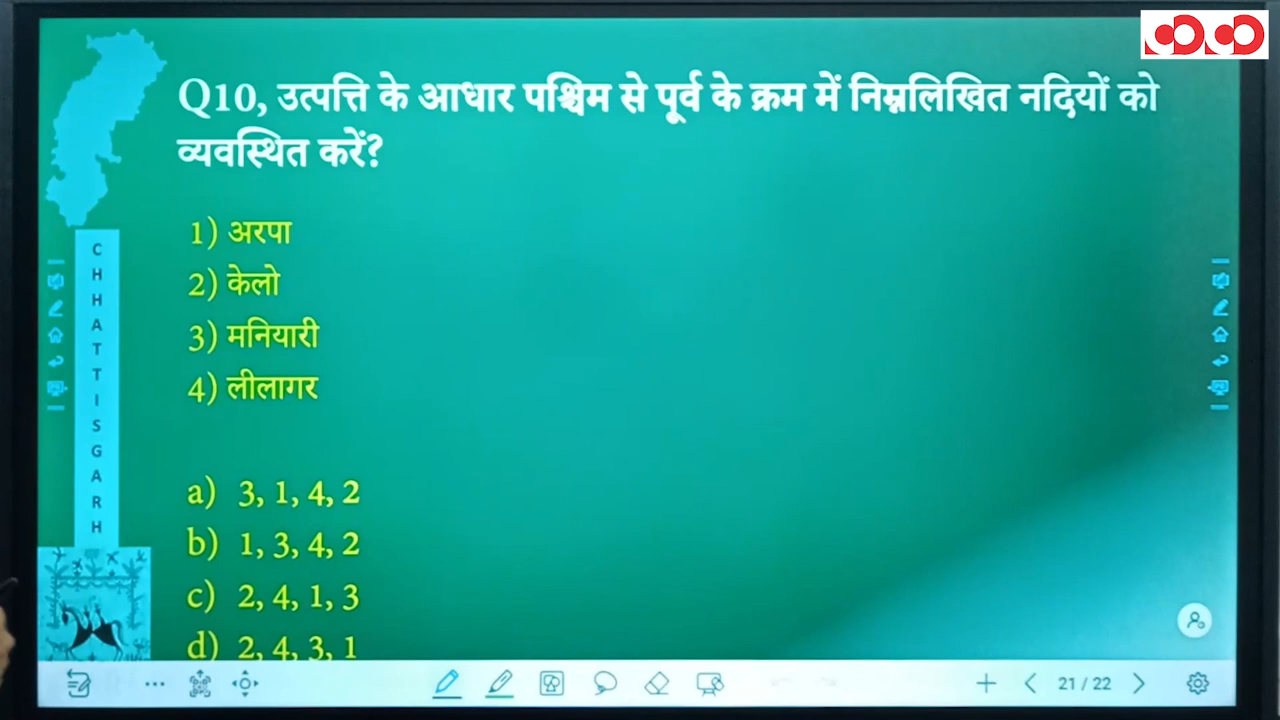 Q10, उत्पत्ति के आधार पश्चिम से पूर्व के क्रम में निम्नलिखित नदियों को
व्यवस्थित करें?
1) अरपा
2) केलो
3) मनियारी
4) लीलागर
a) 3, 1, 4, 2
b) 1, 3, 4, 2
c) 2, 4, 1, 3
d) 2, 4, 3, 1
CHHATTISGARH
21 / 22